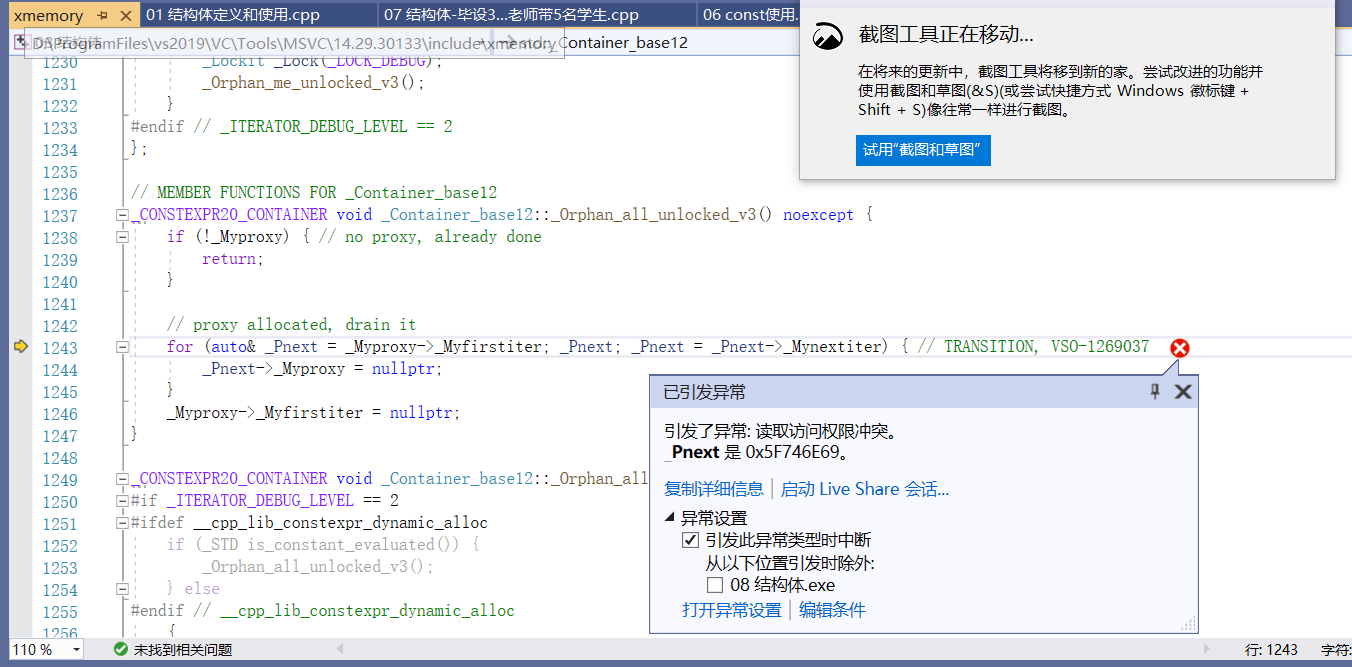 xmemory
01 结构体定义和使用.cpp
07 结构体-毕设3...老师带5名学生.cpp
06 const使用.
D:\ProgramFiles\vs2019\VC\Tools\MSVC\14.29.30133\include\xmemory
Container_base12
截图工具正在移动...
在将来的更新中，截图工具将移到新的家。尝试改进的功能并
使用截图和草图(&S)(或尝试快捷方式 Windows 徽标键 +
Shift + S)像往常一样进行截图。
试用“截图和草图”
1230 _Lockit _Lock(_LOCK_DEBUG);
1231 _Orphan_me_unlocked_v3();
1232 }
1233 #endif // _ITERATOR_DEBUG_LEVEL == 2
1234 };
1235
1236 // MEMBER FUNCTIONS FOR _Container_base12
1237 _CONSTEXPR20_CONTAINER void _Container_base12::_Orphan_all_unlocked_v3() noexcept {
1238 if (!_Myproxy) { // no proxy, already done
1239 return;
1240 }
1241
1242 // proxy allocated, drain it
1243 for (auto& _Pnext = _Myproxy->_Myfirstiter; _Pnext; _Pnext = _Pnext->_Mynextiter) { // TRANSITION, VSO-1269037
1244 _Pnext->_Myproxy = nullptr;
1245 }
1246 _Myproxy->_Myfirstiter = nullptr;
1247 }
1248
1249 _CONSTEXPR20_CONTAINER void _Container_base12::_Orphan_all
1250 #if _ITERATOR_DEBUG_LEVEL == 2
1251 #ifdef __cpp_lib_constexpr_dynamic_alloc
1252 if (_STD is_constant_evaluated()) {
1253 _Orphan_all_unlocked_v3();
1254 } else
1255 #endif // __cpp_lib_constexpr_dynamic_alloc
1256 {
已引发异常
引发了异常: 读取访问权限冲突。
_Pnext 是 0x5F746E69。
复制详细信息 | 启动 Live Share 会话...
异常设置
引发此异常类型时中断
从以下位置引发时除外:
08 结构体.exe
打开异常设置 | 编辑条件
110 %
未找到相关问题
行: 1243
字符: